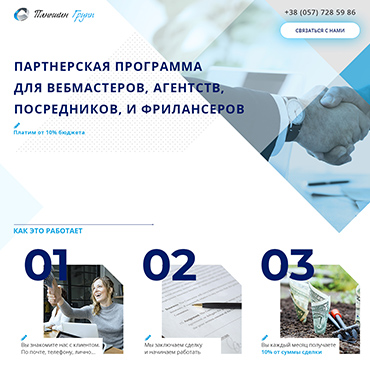 Панюшин Групп
+38 (057) 728 59 86
СВЯЗАТЬСЯ С НАМИ
ПАРТНЕРСКАЯ ПРОГРАММА
ДЛЯ ВЕБМАСТЕРОВ, АГЕНТСТВ,
ПОСРЕДНИКОВ, И ФРИЛАНСЕРОВ
Платим от 10% бюджета
КАК ЭТО РАБОТАЕТ
01
02
03
Вы знакомите нас с клиентом.
По почте, телефону, лично...
Мы заключаем сделку
и начинаем работать
Вы каждый месяц получаете
10% от суммы сделки